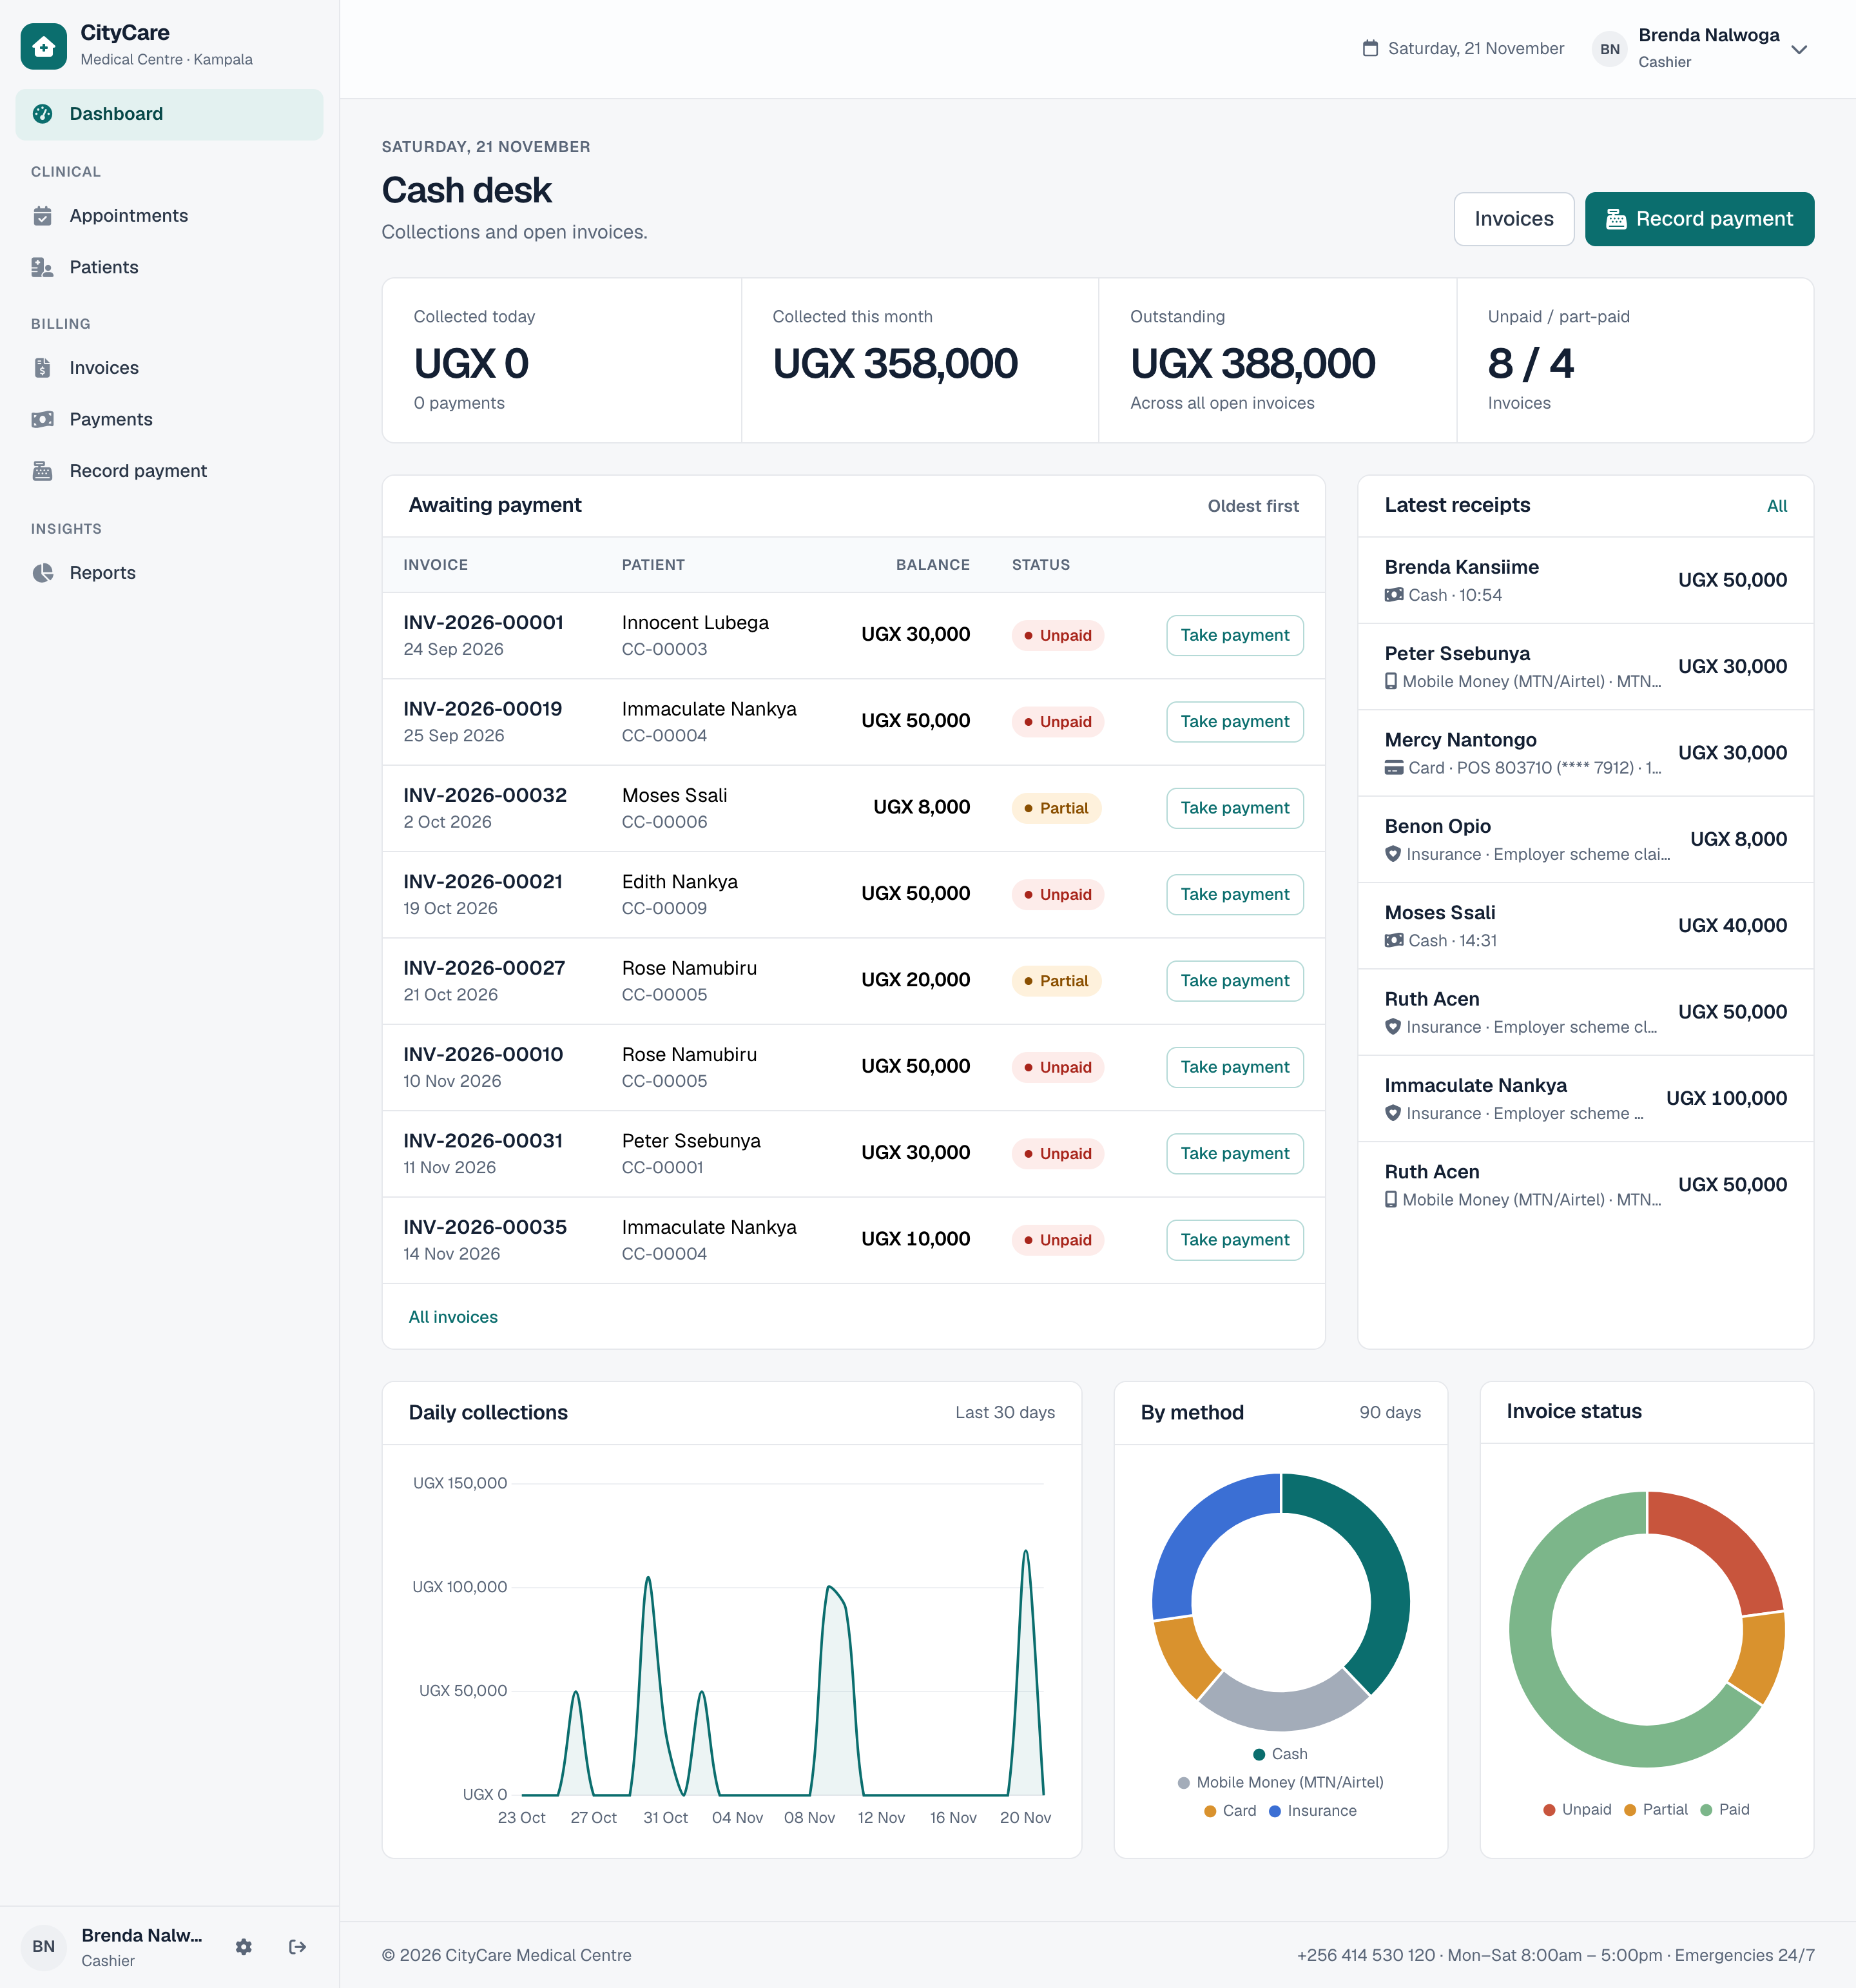 CityCare
Medical Centre · Kampala
Dashboard
CLINICAL
Appointments
Patients
BILLING
Invoices
Payments
Record payment
INSIGHTS
Reports
Saturday, 21 November
BN
Brenda Nalwoga
Cashier
SATURDAY, 21 NOVEMBER
Cash desk
Collections and open invoices.
Invoices
Record payment
Collected today
UGX 0
0 payments
Collected this month
UGX 358,000
Outstanding
UGX 388,000
Across all open invoices
Unpaid / part-paid
8 / 4
Invoices
Awaiting payment
Oldest first
INVOICE PATIENT BALANCE STATUS
INV-2026-00001 Innocent Lubega UGX 30,000 Unpaid Take payment
24 Sep 2026 CC-00003
INV-2026-00019 Immaculate Nankya UGX 50,000 Unpaid Take payment
25 Sep 2026 CC-00004
INV-2026-00032 Moses Ssali UGX 8,000 Partial Take payment
2 Oct 2026 CC-00006
INV-2026-00021 Edith Nankya UGX 50,000 Unpaid Take payment
19 Oct 2026 CC-00009
INV-2026-00027 Rose Namubiru UGX 20,000 Partial Take payment
21 Oct 2026 CC-00005
INV-2026-00010 Rose Namubiru UGX 50,000 Unpaid Take payment
10 Nov 2026 CC-00005
INV-2026-00031 Peter Ssebunya UGX 30,000 Unpaid Take payment
11 Nov 2026 CC-00001
INV-2026-00035 Immaculate Nankya UGX 10,000 Unpaid Take payment
14 Nov 2026 CC-00004
All invoices
Latest receipts
All
Brenda Kansiime UGX 50,000
Cash · 10:54
Peter Ssebunya UGX 30,000
Mobile Money (MTN/Airtel) · MTN...
Mercy Nantongo UGX 30,000
Card · POS 803710 (**** 7912) · 1...
Benon Opio UGX 8,000
Insurance · Employer scheme clai...
Moses Ssali UGX 40,000
Cash · 14:31
Ruth Acen UGX 50,000
Insurance · Employer scheme cl...
Immaculate Nankya UGX 100,000
Insurance · Employer scheme ...
Ruth Acen UGX 50,000
Mobile Money (MTN/Airtel) · MTN...
Daily collections
Last 30 days
UGX 150,000
UGX 100,000
UGX 50,000
UGX 0
23 Oct 27 Oct 31 Oct 04 Nov 08 Nov 12 Nov 16 Nov 20 Nov
By method
90 days
Cash
Mobile Money (MTN/Airtel)
Card Insurance
Invoice status
Unpaid Partial Paid
BN
Brenda Nalw...
Cashier
© 2026 CityCare Medical Centre
+256 414 530 120 · Mon–Sat 8:00am – 5:00pm · Emergencies 24/7